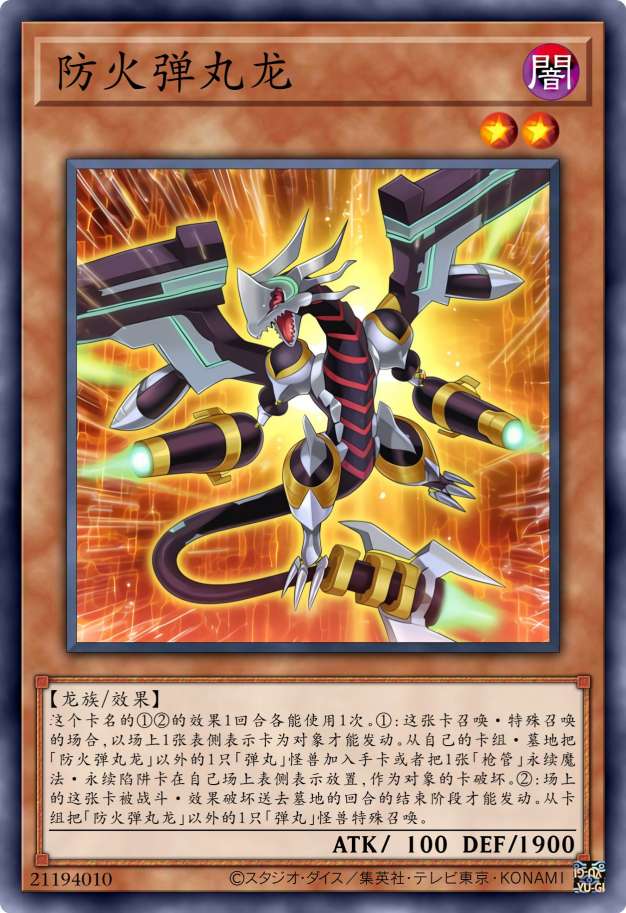 防火弹丸龙
闇
【龙族/效果】
这个卡名的①②的效果1回合各能使用1次。①:这张卡召唤・特殊召唤
的场合,以场上1张表侧表示卡为对象才能发动。从自己的卡组・墓地把
「防火弹丸龙」以外的1只「弹丸」怪兽加入手卡或者把1张「枪管」永续魔
法・永续陷阱卡在自己场上表侧表示放置,作为对象的卡破坏。②:场上
的这张卡被战斗・效果破坏送去墓地的回合的结束阶段才能发动。从卡
组把「防火弹丸龙」以外的1只「弹丸」怪兽特殊召唤。
ATK/ 100 DEF/1900
21194010
©スタジオ・ダイス/集英社・テレビ東京・KONAMI